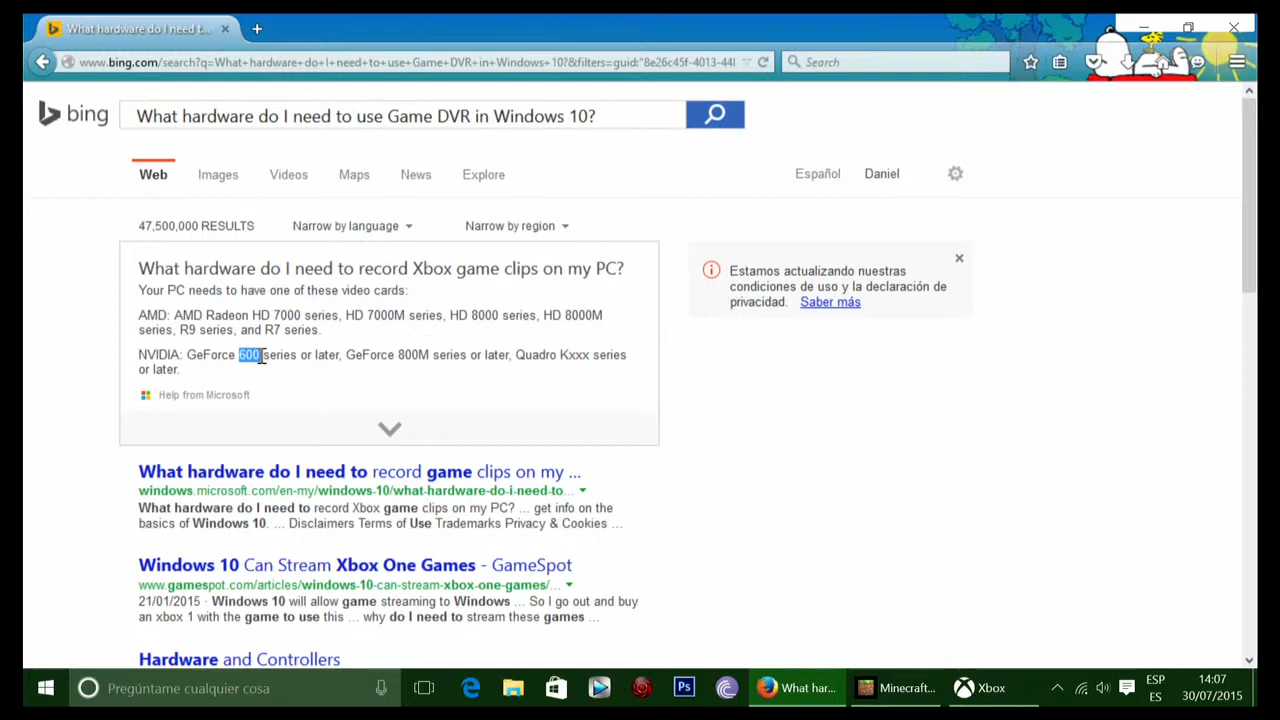 What hardware do I need t...
www.bing.com/search?q=What+hardware+do+I+need+to+use+Game+DVR+in+Windows+10?&filters=guid:"8e26c45f-4013-44
Search
bing
What hardware do I need to use Game DVR in Windows 10?
Web Images Videos Maps News Explore Español Daniel
47,500,000 RESULTS Narrow by language Narrow by region
What hardware do I need to record Xbox game clips on my PC?
Your PC needs to have one of these video cards:
AMD: AMD Radeon HD 7000 series, HD 7000M series, HD 8000 series, HD 8000M
series, R9 series, and R7 series.
NVIDIA: GeForce 600 series or later, GeForce 800M series or later, Quadro Kxxx series
or later.
Help from Microsoft
Estamos actualizando nuestras
condiciones de uso y la declaración de
privacidad. Saber más
What hardware do I need to record game clips on my ...
windows.microsoft.com/en-my/windows-10/what-hardware-do-i-need-to...
What hardware do I need to record Xbox game clips on my PC? ... get info on the
basics of Windows 10. ... Disclaimers Terms of Use Trademarks Privacy & Cookies ...
Windows 10 Can Stream Xbox One Games - GameSpot
www.gamespot.com/articles/windows-10-can-stream-xbox-one-games/...
21/01/2015 · Windows 10 will allow game streaming to Windows ... So I go out and buy
an xbox 1 with the game to use this ... why do I need to stream these games ...
Hardware and Controllers
Pregúntame cualquier cosa
Ps
What har...
Minecraft...
Xbox
ESP
ES
14:07
30/07/2015